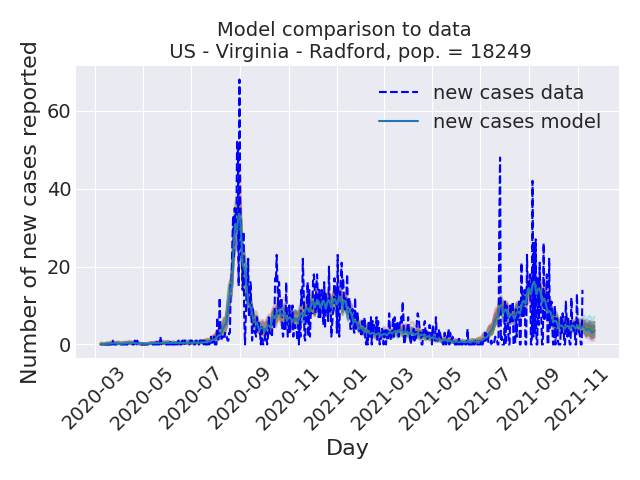 Model comparison to data
US - Virginia - Radford, pop. = 18249
new cases data
new cases model
Number of new cases reported
60
40
20
0
2020-03
2020-05
2020-07
2020-09
2020-11
2021-01
2021-03
2021-05
2021-07
2021-09
2021-11
Day